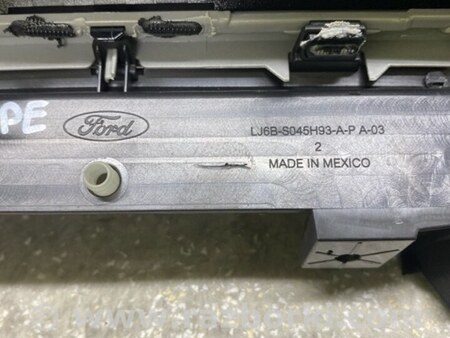 PE
Ford
LJ6B-S045H93-A-P A-03
2
MADE IN MEXICO